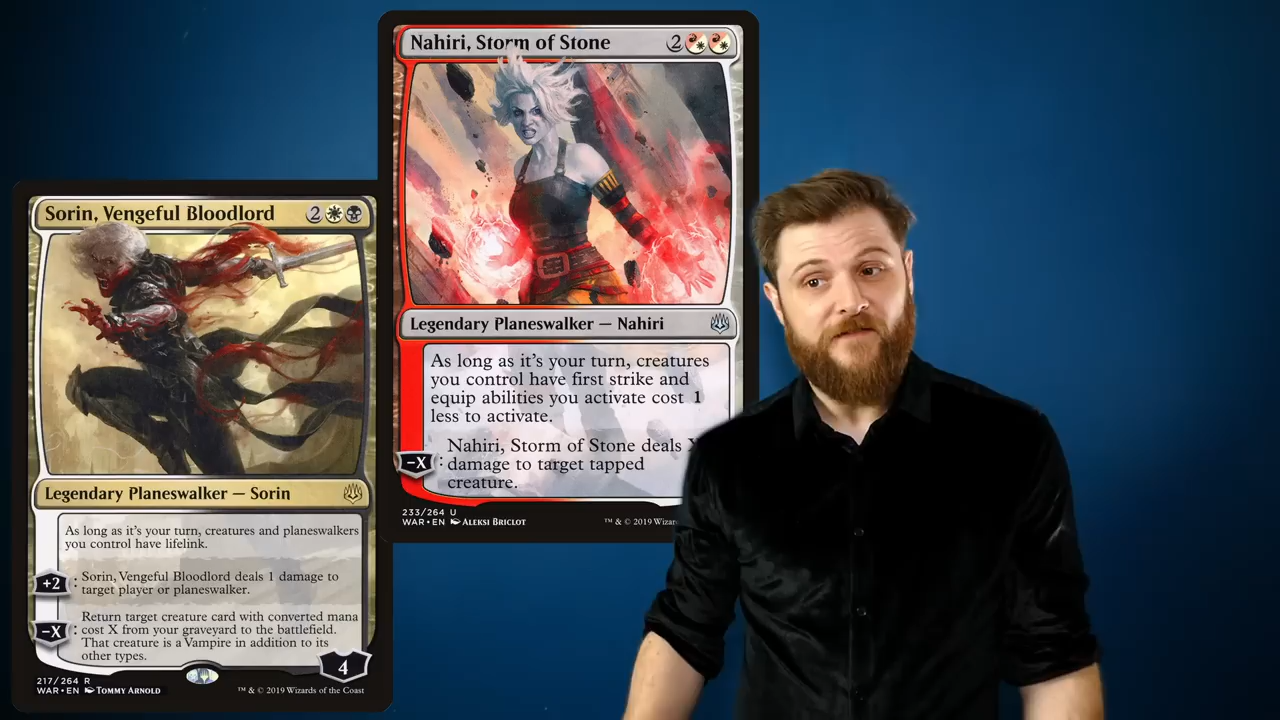 Nahiri, Storm of Stone 2
Legendary Planeswalker — Nahiri
As long as it's your turn, creatures
you control have first strike and
equip abilities you activate cost 1
less to activate.
Nahiri, Storm of Stone deals X
−X : damage to target tapped
creature.
233/264 U
WAR • EN ALEKSI BRICLOT ™ & © 2019 Wizar
Sorin, Vengeful Bloodlord 2
Legendary Planeswalker — Sorin
As long as it's your turn, creatures and planeswalkers
you control have lifelink.
+2 : Sorin, Vengeful Bloodlord deals 1 damage to
target player or planeswalker.
Return target creature card with converted mana
−X : cost X from your graveyard to the battlefield.
That creature is a Vampire in addition to its
other types.
4
217/264 R
WAR • EN TOMMY ARNOLD ™ & © 2019 Wizards of the Coast